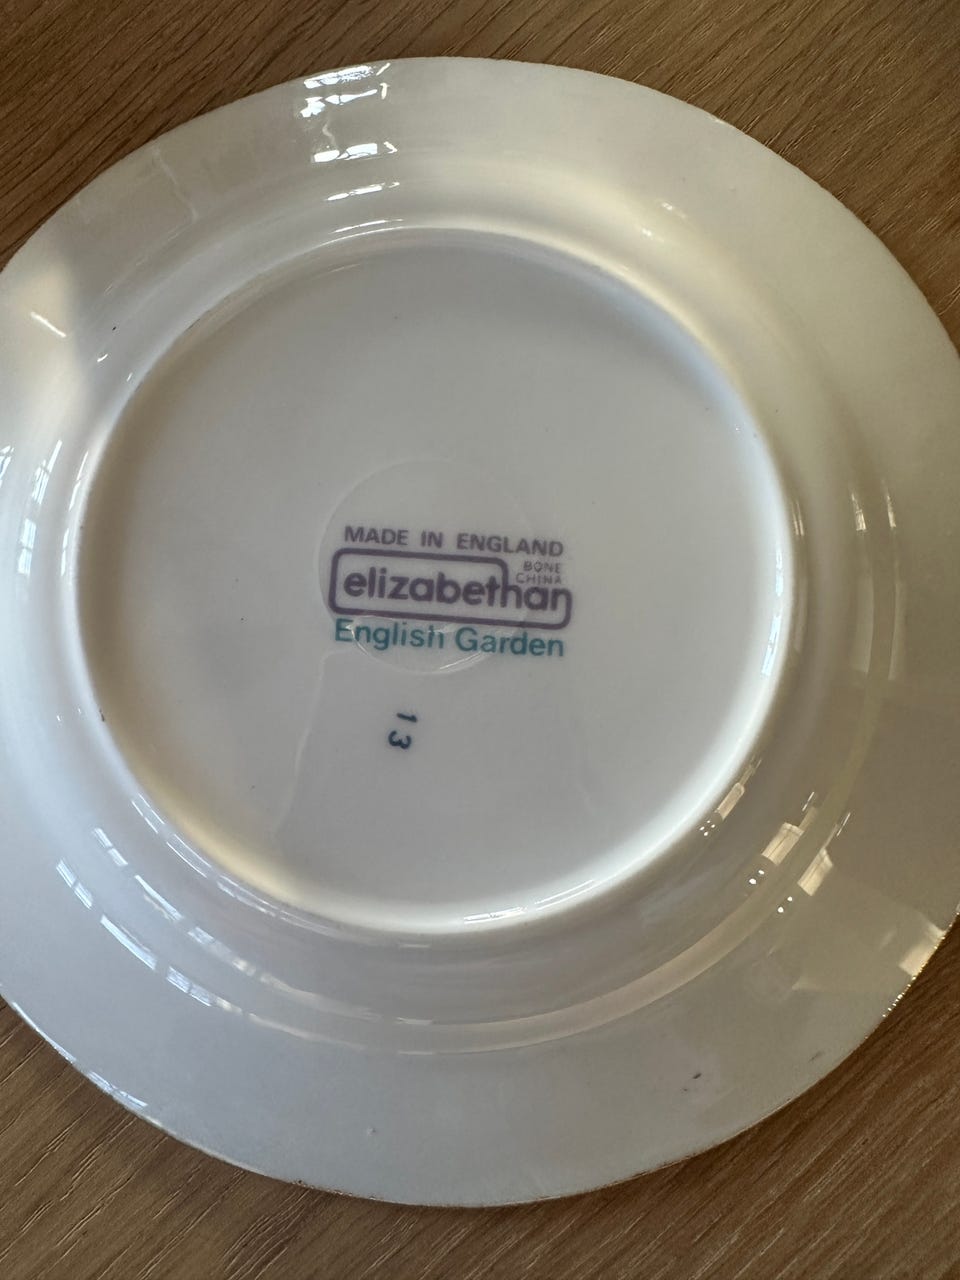 MADE IN ENGLAND
BONE
CHINA
elizabethan
English Garden
13